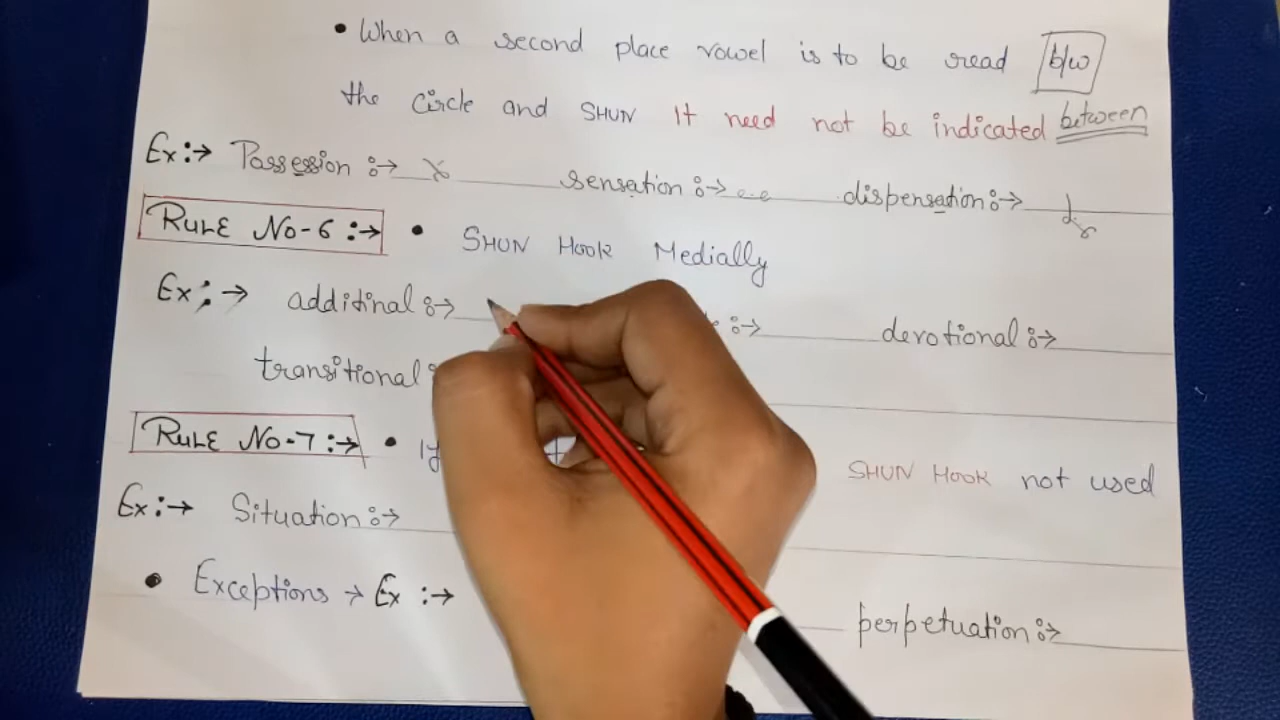 • When a second place vowel is to be read b/w
the circle and SHUN It need not be indicated between
Ex:→ Possession :→ sensation :→ dispensation :→
RULE No-6 :→ • SHUN Hook Medially
Ex:→ additinal :→ :→ devotional :→
transitional
RULE No-7 :→ • If SHUN Hook not used
Ex:→ Situation :→
• Exceptions → Ex :→ perpetuation :→